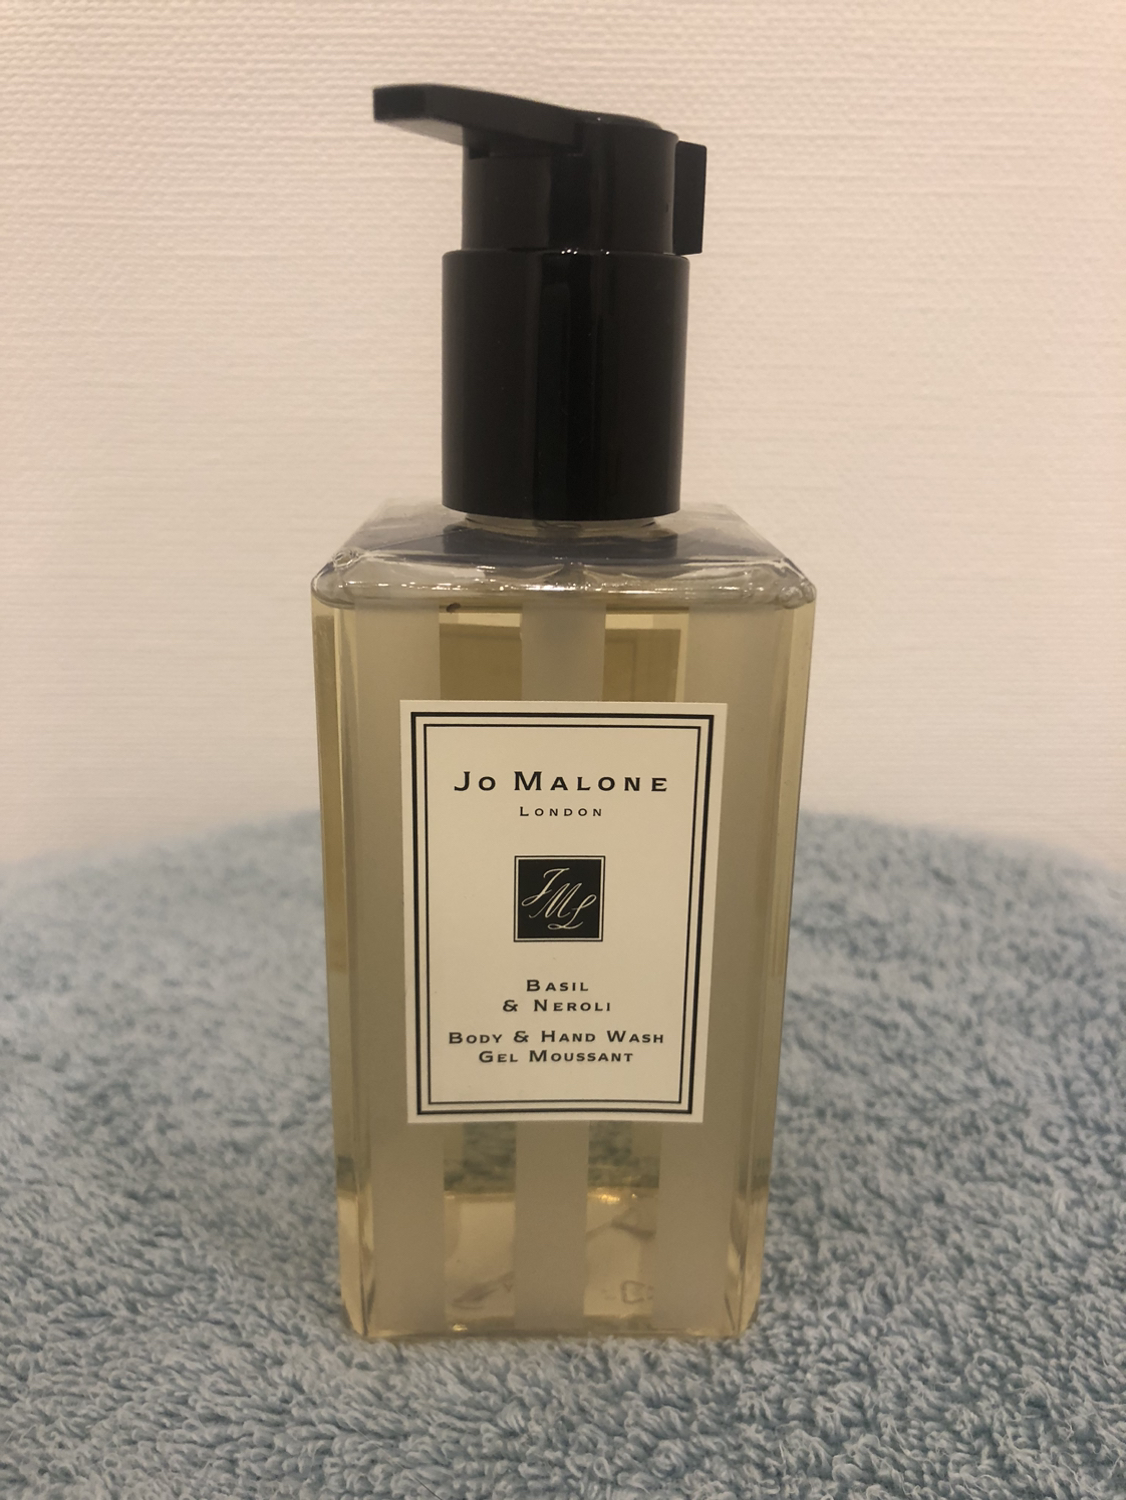 Jo Malone
London
JML
Basil
& Neroli
Body & Hand Wash
Gel Moussant